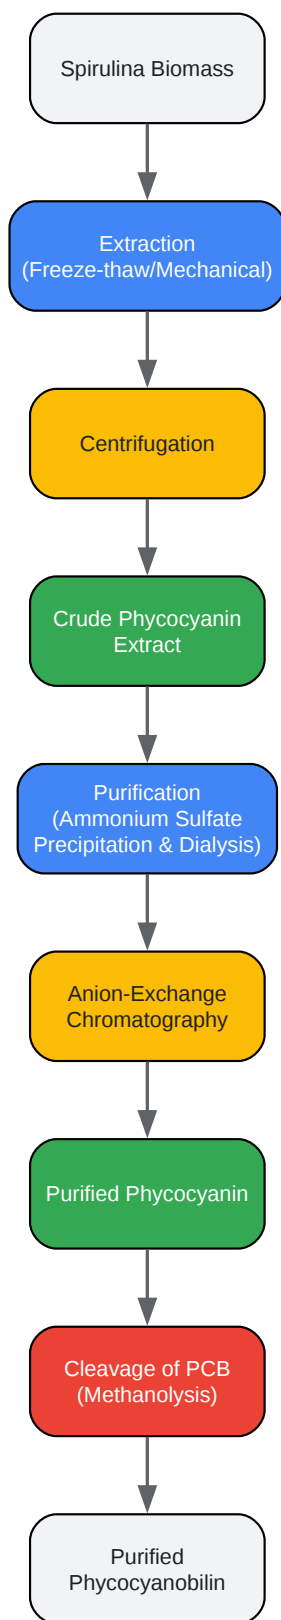 Spirulina Biomass
Extraction
(Freeze-thaw/Mechanical)
Centrifugation
Crude Phycocyanin
Extract
Purification
(Ammonium Sulfate
Precipitation & Dialysis)
Anion-Exchange
Chromatography
Purified Phycocyanin
Cleavage of PCB
(Methanolysis)
Purified
Phycocyanobilin